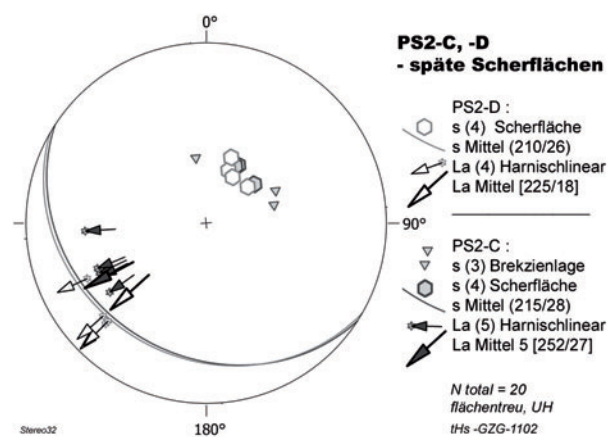 0°
PS2-C, -D
- späte Scherflächen
PS2-D :
s (4) Scherfläche
s Mittel (210/26)
La (4) Harnischlinear
La Mittel [225/18]
90°
PS2-C :
s (3) Brekzienlage
s (4) Scherfläche
s Mittel (215/28)
La (5) Harnischlinear
La Mittel 5 [252/27]
N total = 20
flächentreu, UH
Stereo32
180°
tHs -GZG-1102